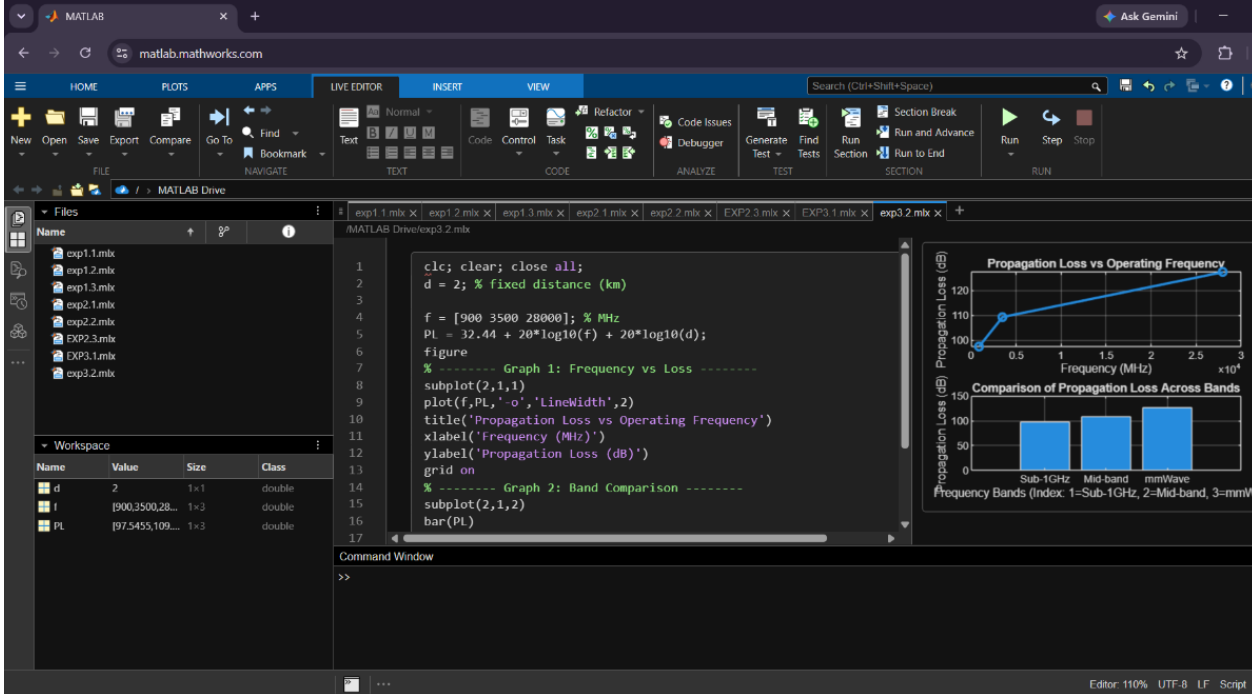 MATLAB
Ask Gemini
matlab.mathworks.com
HOME PLOTS APPS LIVE EDITOR INSERT VIEW
Search (Ctrl+Shift+Space)
New Open Save Export Compare
FILE
Go To Find Bookmark
NAVIGATE
Text Normal
B I U M
TEXT
Code Control Task Refactor
CODE
Code Issues
Debugger
ANALYZE
Generate Test Find Tests
TEST
Run Section Section Break
Run and Advance
Run to End
SECTION
Run Step Stop
RUN
/ › MATLAB Drive
Files
Name
exp1.1.mlx
exp1.2.mlx
exp1.3.mlx
exp2.1.mlx
exp2.2.mlx
EXP2.3.mlx
EXP3.1.mlx
exp3.2.mlx
Workspace
Name Value Size Class
d 2 1×1 double
f [900,3500,28... 1×3 double
PL [97.5455,109.... 1×3 double
exp1.1.mlx × exp1.2.mlx × exp1.3.mlx × exp2.1.mlx × exp2.2.mlx × EXP2.3.mlx × EXP3.1.mlx × exp3.2.mlx × +
/MATLAB Drive/exp3.2.mlx
1 clc; clear; close all;
2 d = 2; % fixed distance (km)
3
4 f = [900 3500 28000]; % MHz
5 PL = 32.44 + 20*log10(f) + 20*log10(d);
6 figure
7 % -------- Graph 1: Frequency vs Loss --------
8 subplot(2,1,1)
9 plot(f,PL,'-o','LineWidth',2)
10 title('Propagation Loss vs Operating Frequency')
11 xlabel('Frequency (MHz)')
12 ylabel('Propagation Loss (dB)')
13 grid on
14 % -------- Graph 2: Band Comparison --------
15 subplot(2,1,2)
16 bar(PL)
17
Propagation Loss vs Operating Frequency
Propagation Loss (dB)
120
110
100
0 0.5 1 1.5 2 2.5 3
Frequency (MHz) ×10⁴
Comparison of Propagation Loss Across Bands
Propagation Loss (dB)
150
100
50
0
Sub-1GHz Mid-band mmWave
Frequency Bands (Index: 1=Sub-1GHz, 2=Mid-band, 3=mmW
Command Window
>>
Editor: 110% UTF-8 LF Script